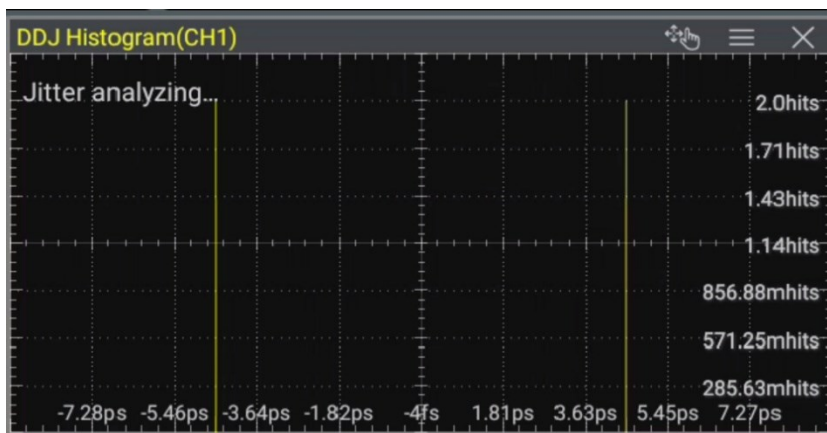 DDJ Histogram(CH1)
Jitter analyzing...
2.0hits
1.71hits
1.43hits
1.14hits
856.88mhits
571.25mhits
285.63mhits
-7.28ps -5.46ps -3.64ps -1.82ps -4fs 1.81ps 3.63ps 5.45ps 7.27ps